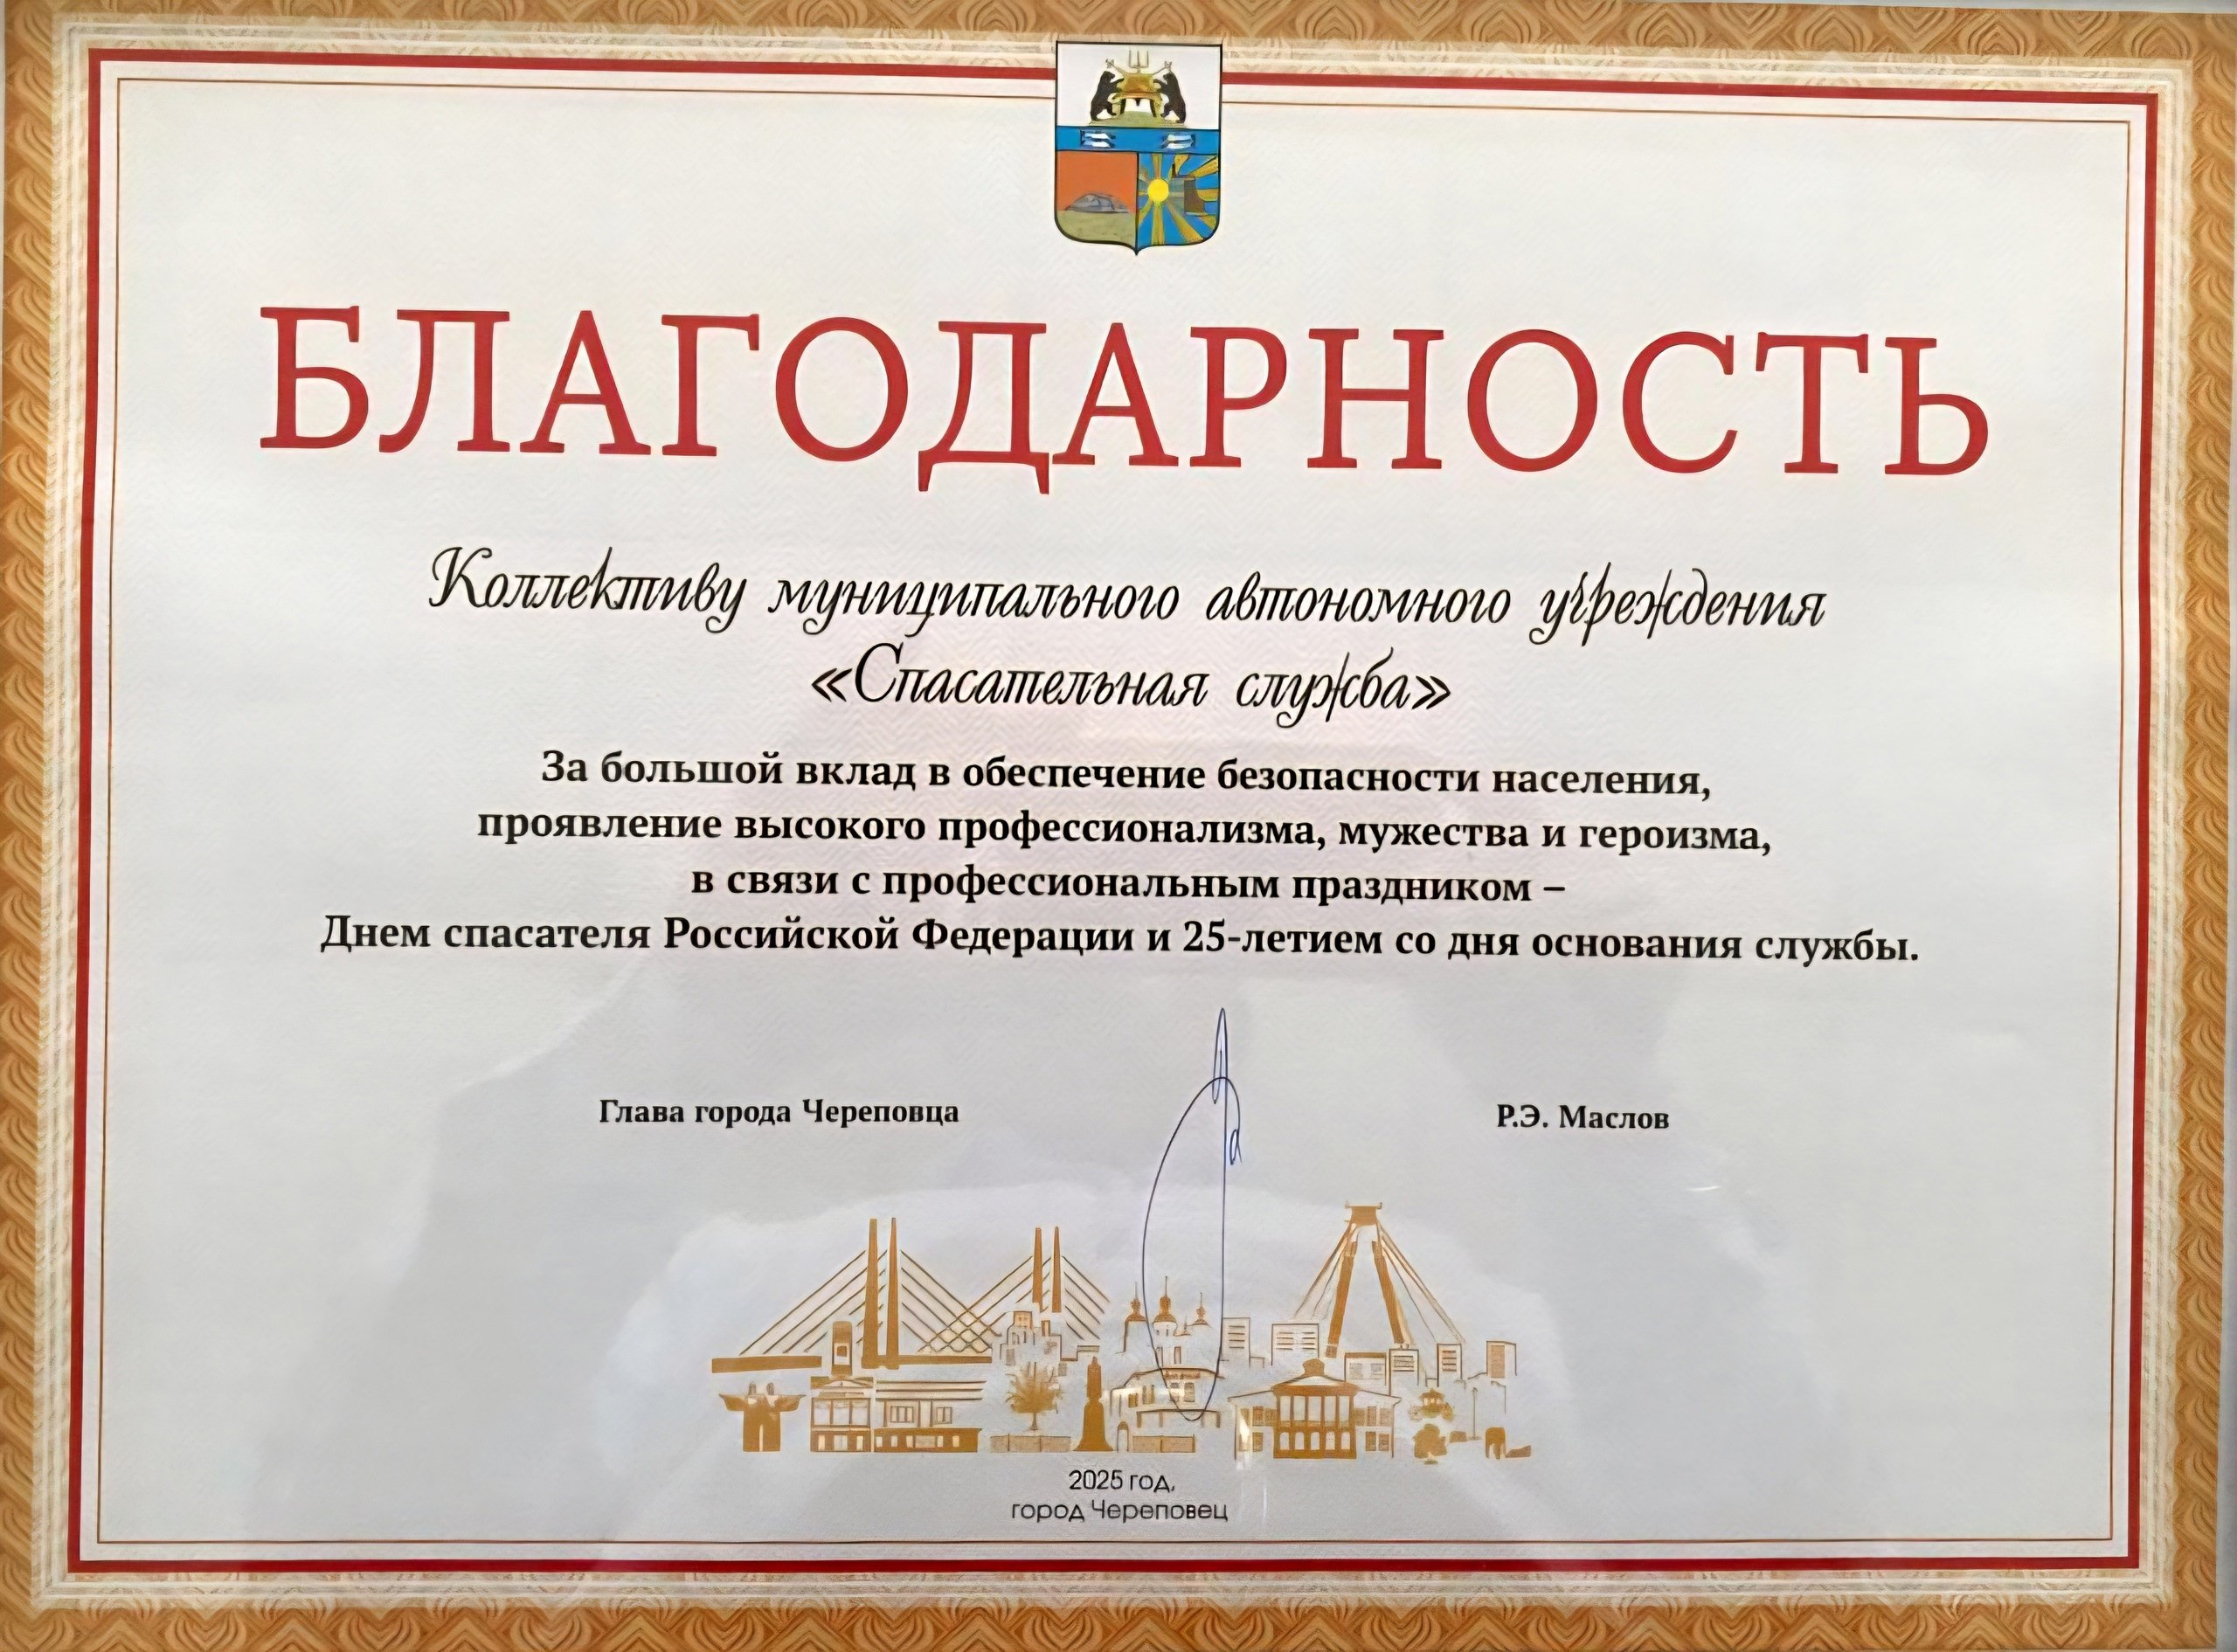 БЛАГОДАРНОСТЬ
Коллективу муниципального автономного учреждения
«Спасательная служба»
За большой вклад в обеспечение безопасности населения,
проявление высокого профессионализма, мужества и героизма,
в связи с профессиональным праздником –
Днем спасателя Российской Федерации и 25-летием со дня основания службы.
Глава города Череповца Р.Э. Маслов
2025 год,
город Череповец